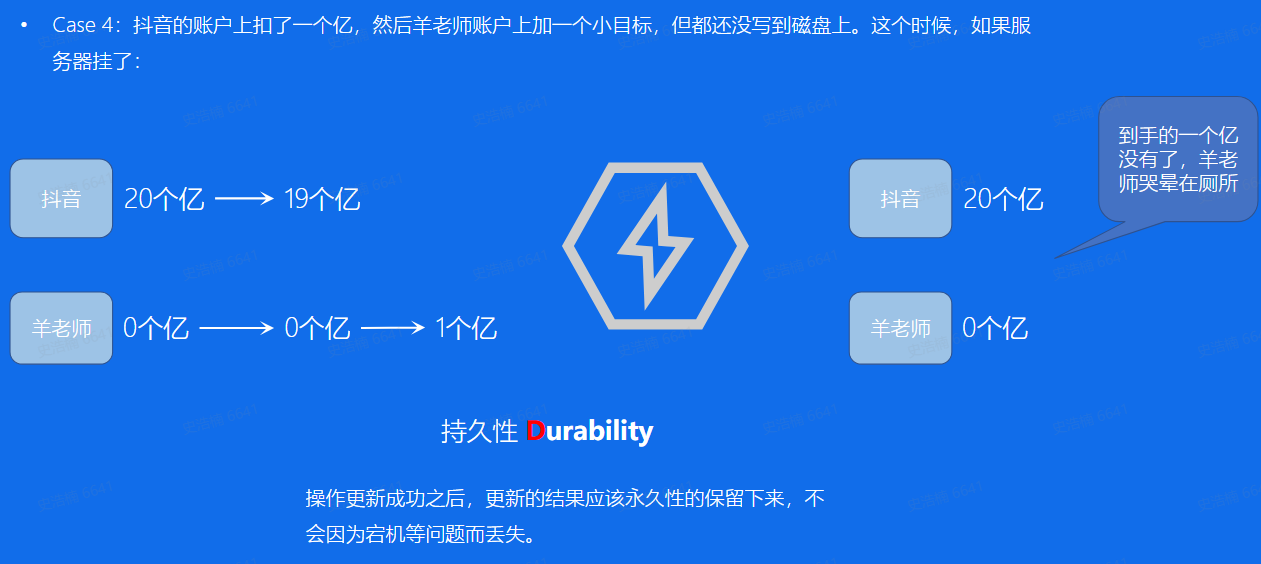 • Case 4：抖音的账户上扣了一个亿，然后羊老师账户上加一个小目标，但都还没写到磁盘上。这个时候，如果服
务器挂了：
到手的一个亿
没有了，羊老
师哭晕在厕所
抖音 20个亿 19个亿
抖音 20个亿
羊老师 0个亿 0个亿 1个亿
羊老师 0个亿
持久性 Durability
操作更新成功之后，更新的结果应该永久性的保留下来，不
会因为宕机等问题而丢失。